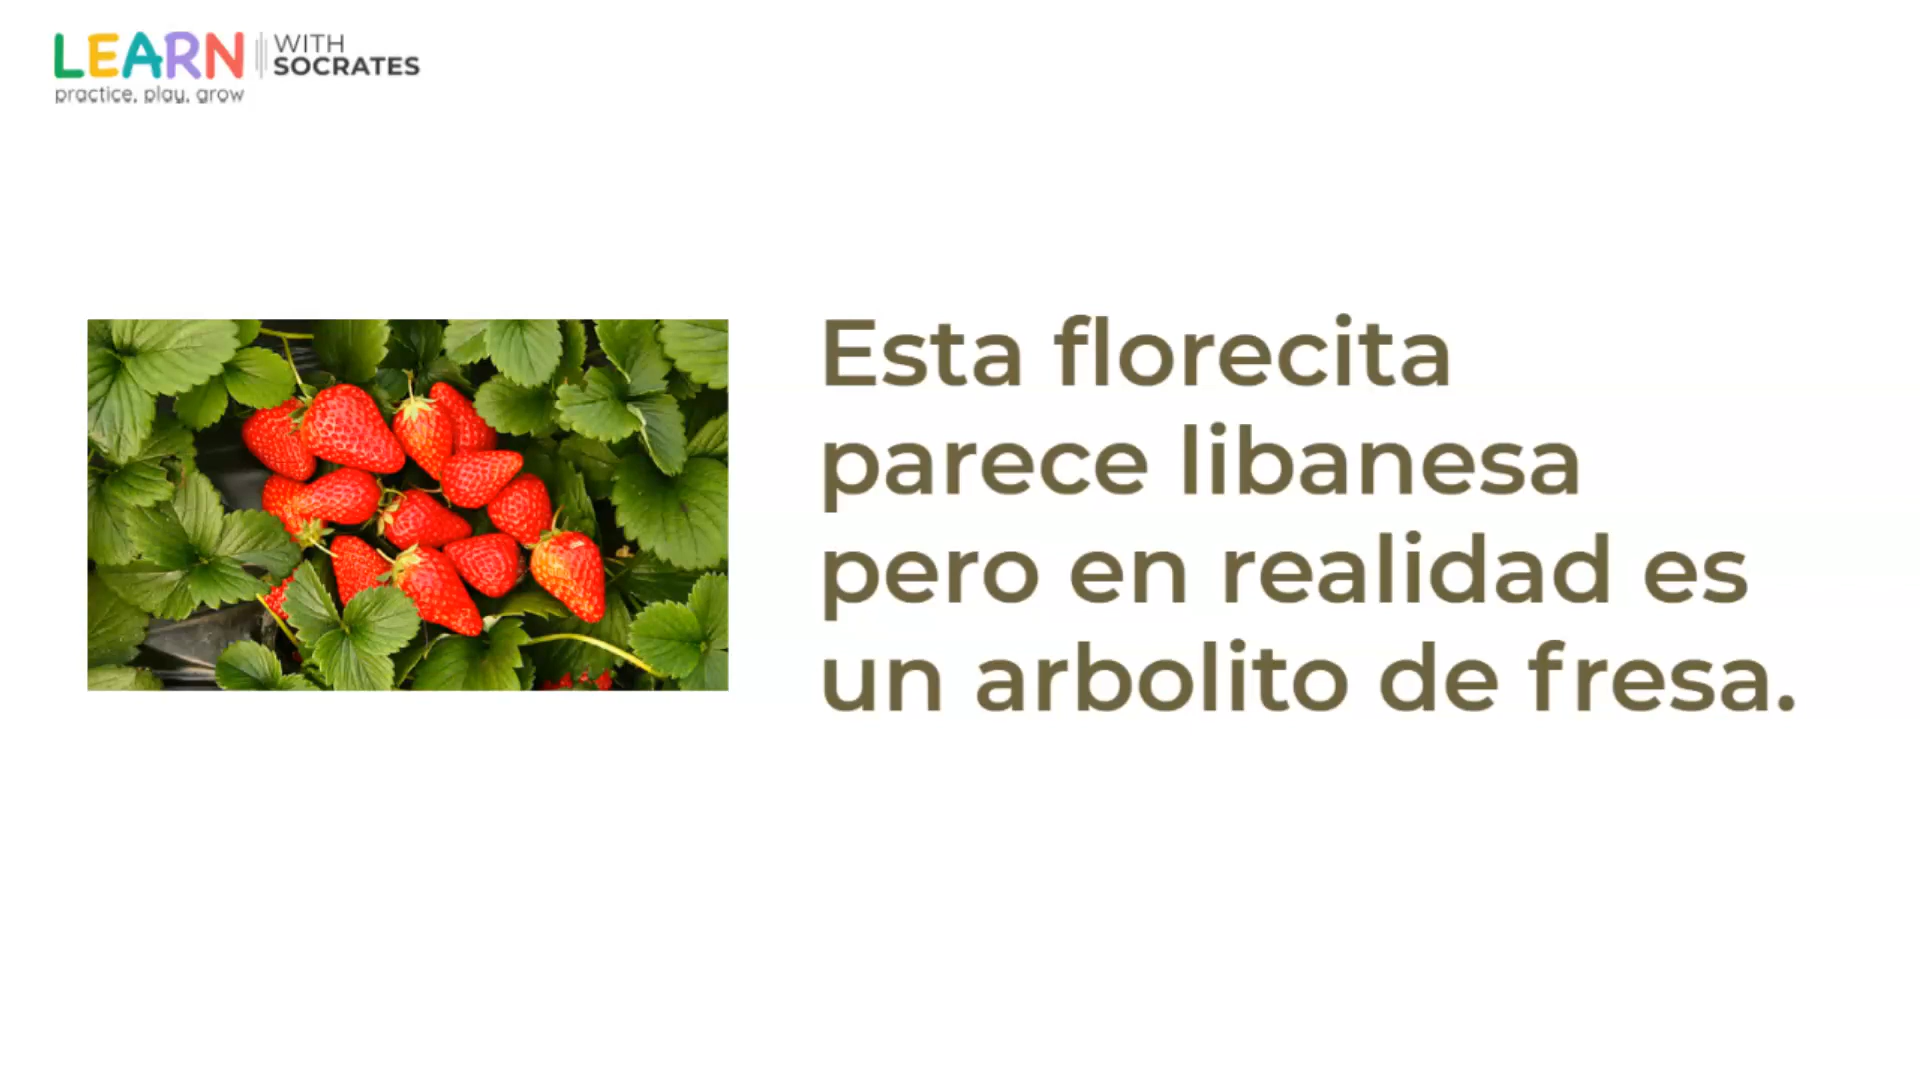 LEARN WITH
SOCRATES
practice. play. grow
Esta florecita
parece libanesa
pero en realidad es
un arbolito de fresa.